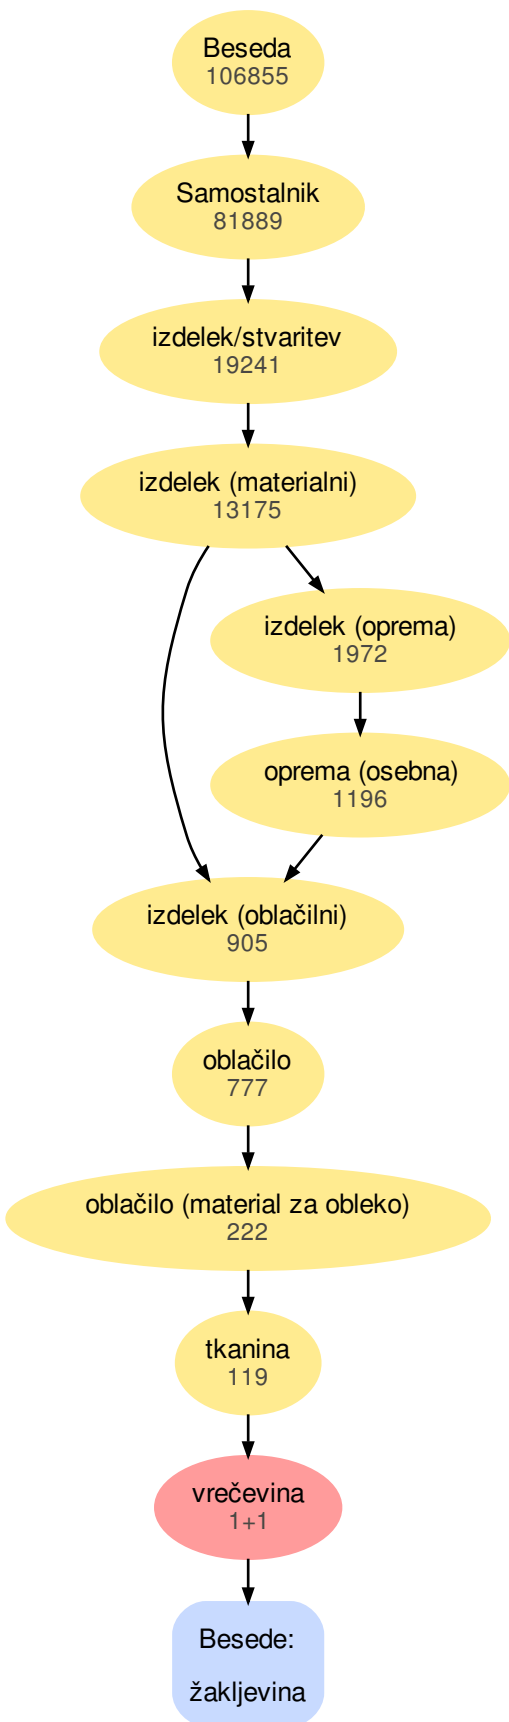 Beseda
106855
Samostalnik
81889
izdelek/stvaritev
19241
izdelek (materialni)
13175
izdelek (oprema)
1972
oprema (osebna)
1196
izdelek (oblačilni)
905
oblačilo
777
oblačilo (material za obleko)
222
tkanina
119
vrečevina
1+1
Besede:
žakljevina